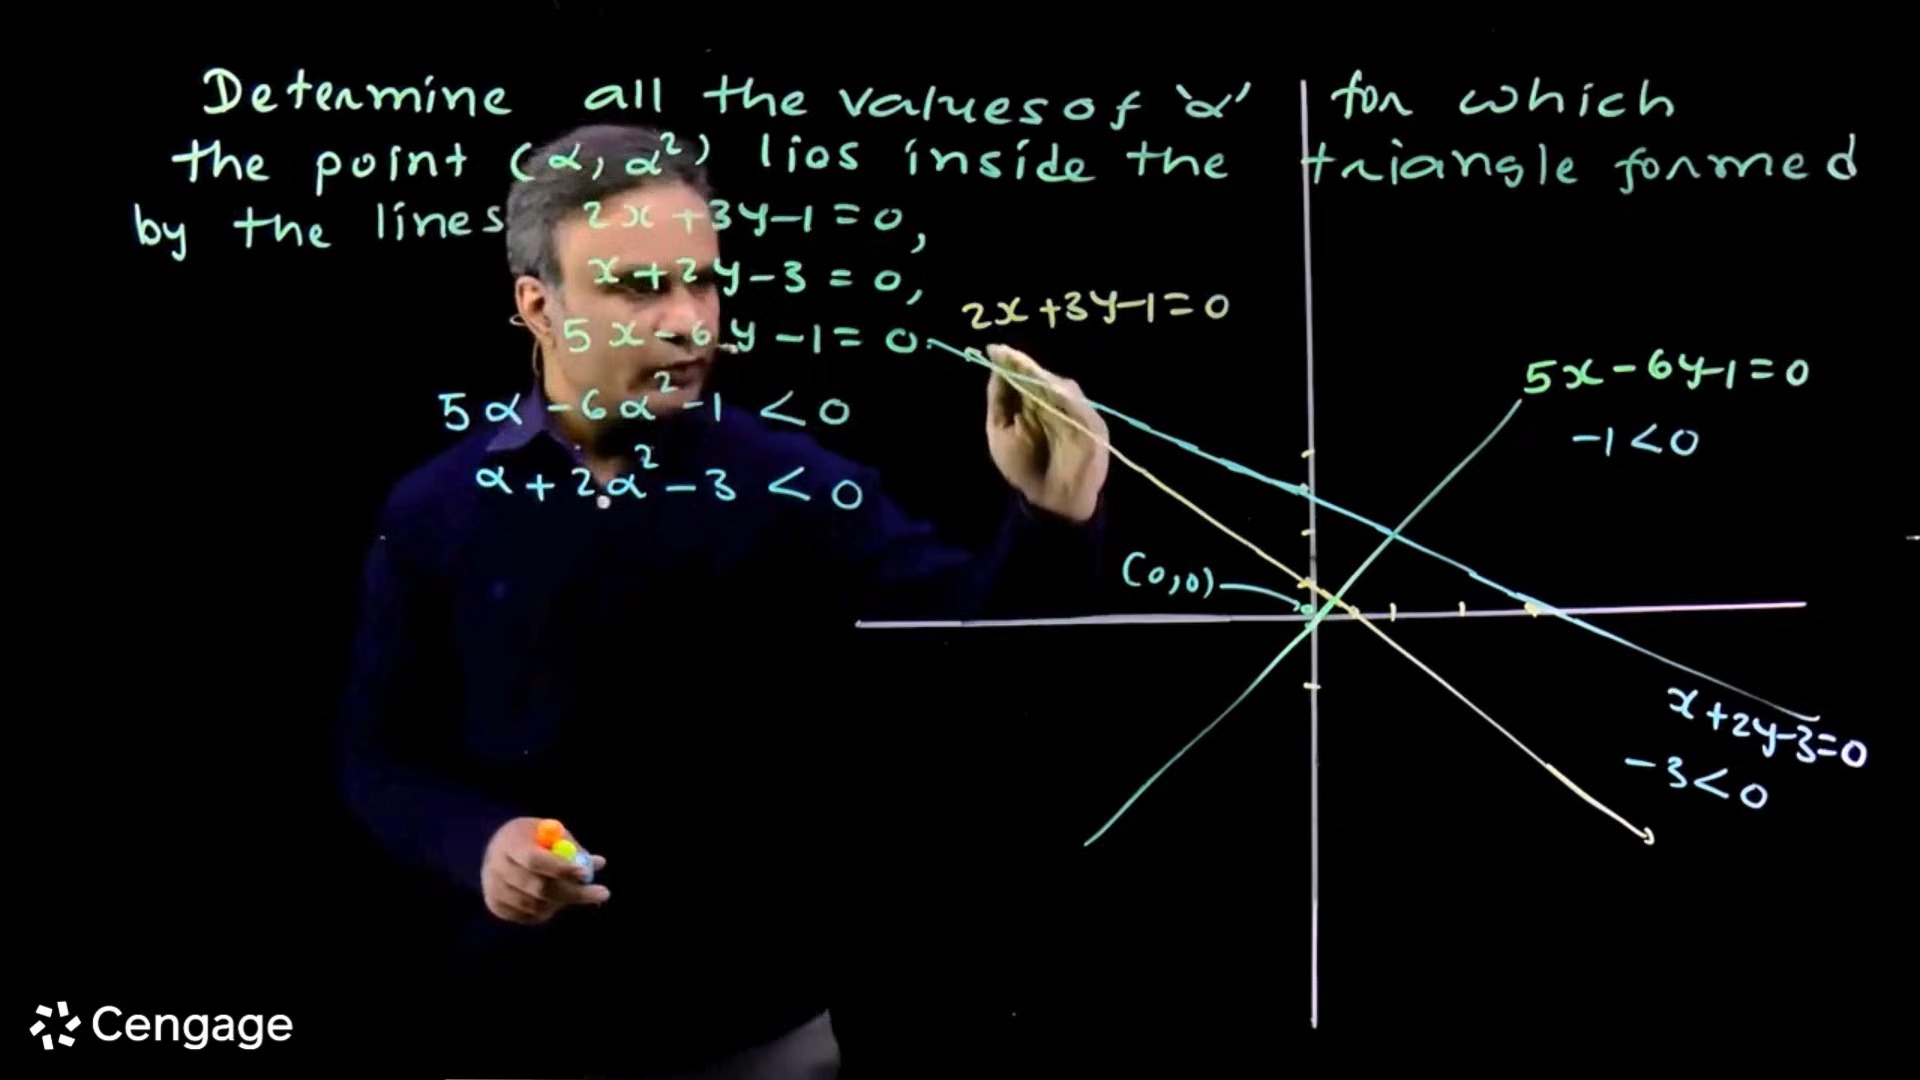 Determine all the values of 'α' for which
the point (α, α²) lios inside the triangle formed
by the lines 2x+3y-1=0,
x+2y-3=0,
5x-6y-1=0.
5α-6α²-1<0
α+2α²-3<0
2x+3y-1=0
5x-6y-1=0
-1<0
(0,0)
x+2y-3=0
-3<0
Cengage